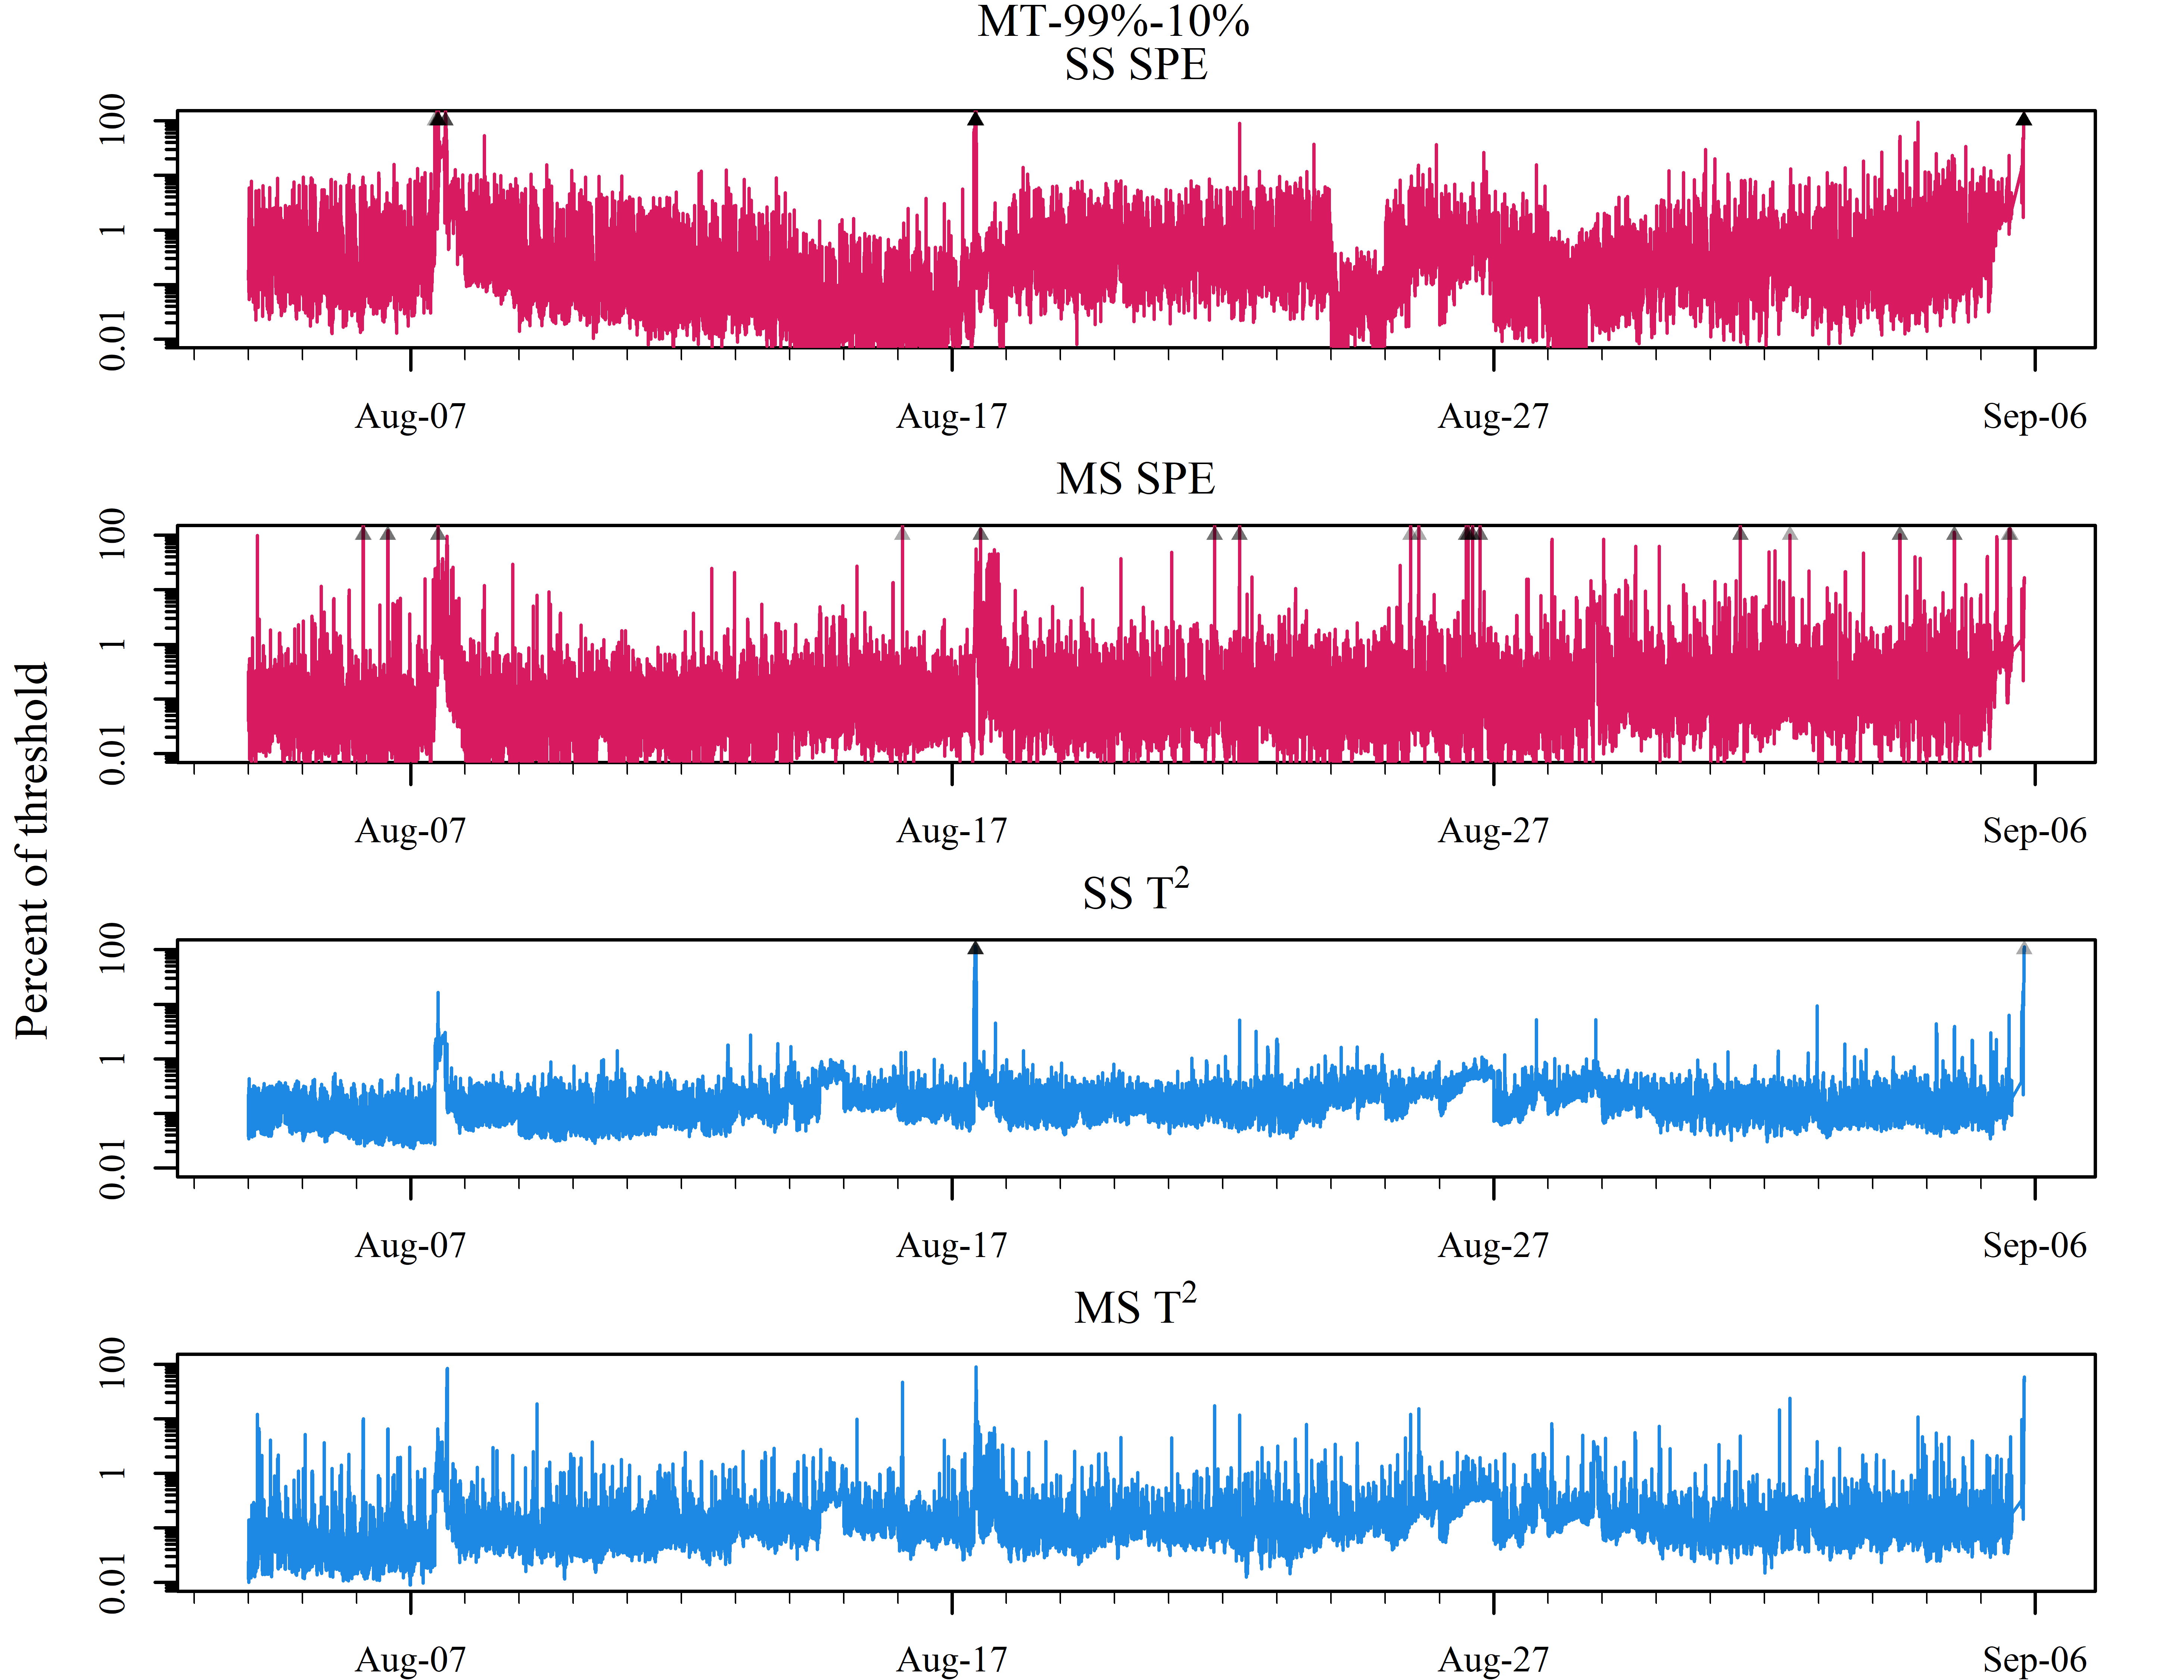 MT-99%-10%
SS SPE
100
1
0.01
Aug-07 Aug-17 Aug-27 Sep-06
MS SPE
100
1
0.01
Aug-07 Aug-17 Aug-27 Sep-06
Percent of threshold
SS T²
100
1
0.01
Aug-07 Aug-17 Aug-27 Sep-06
MS T²
100
1
0.01
Aug-07 Aug-17 Aug-27 Sep-06